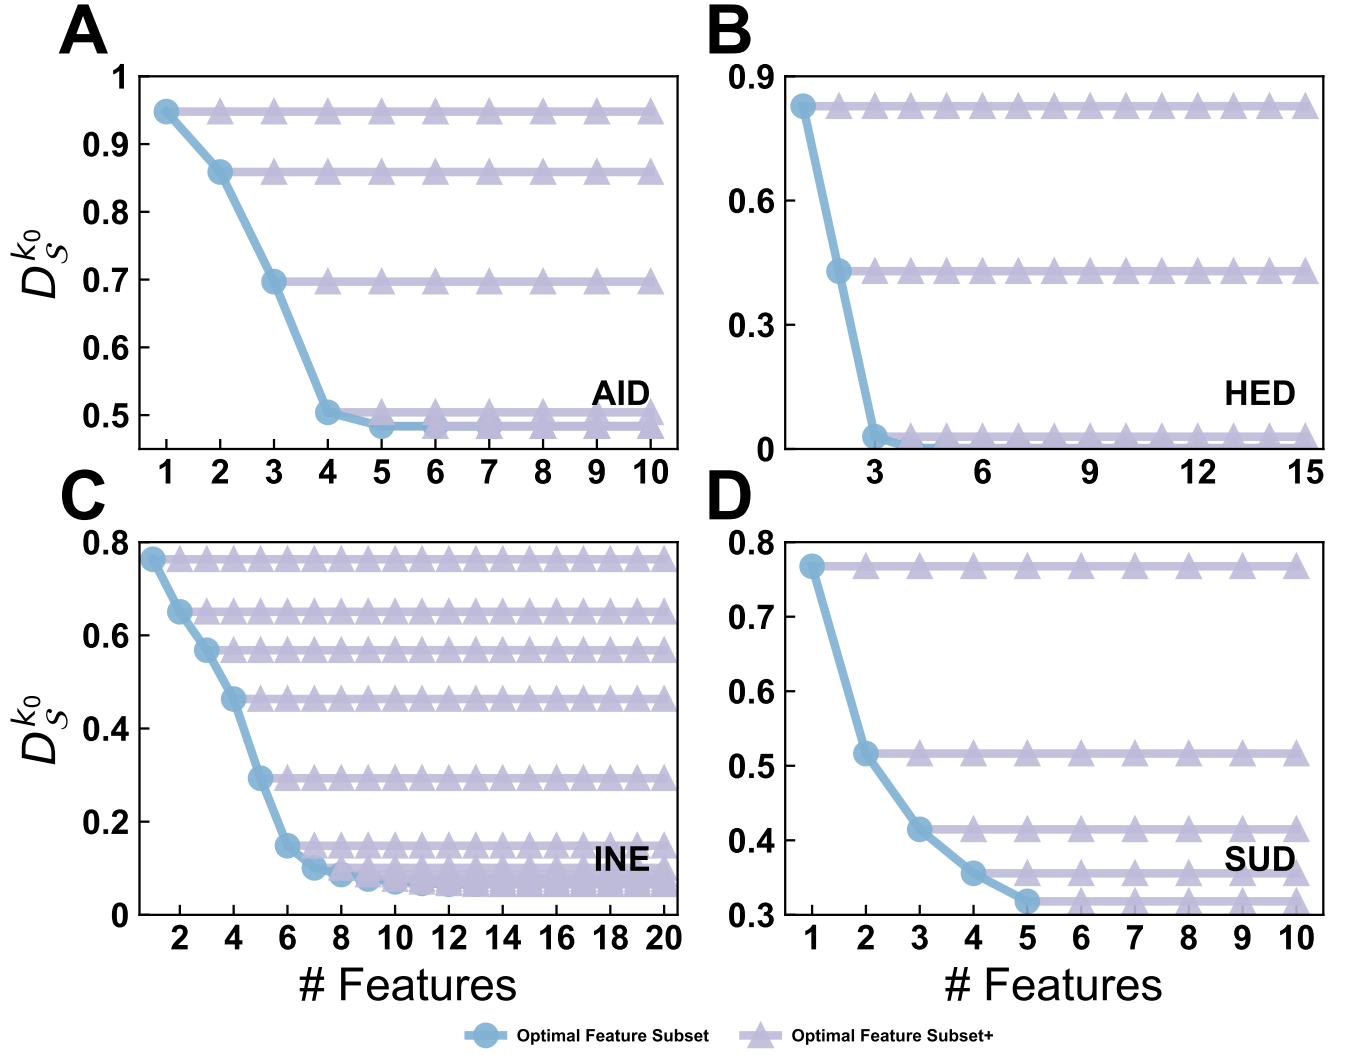 A
1
0.9
0.8
0.7
0.6
0.5
D_S^{k_0}
AID
1 2 3 4 5 6 7 8 9 10
B
0.9
0.6
0.3
0
HED
3 6 9 12 15
C
0.8
0.6
0.4
0.2
0
D_S^{k_0}
INE
2 4 6 8 10 12 14 16 18 20
# Features
D
0.8
0.7
0.6
0.5
0.4
0.3
SUD
1 2 3 4 5 6 7 8 9 10
# Features
Optimal Feature Subset Optimal Feature Subset+